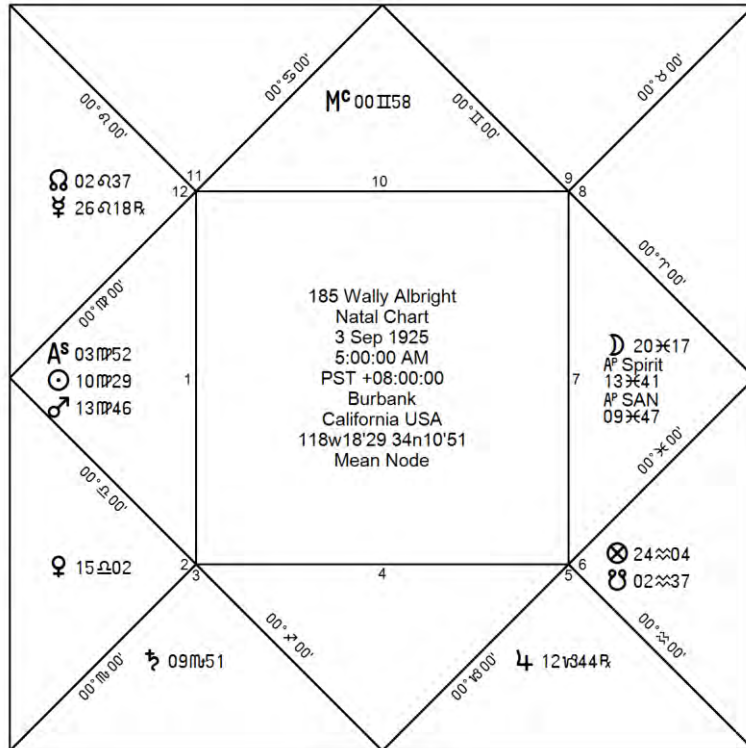 00°♋00'
00°♊00'
00°♌00'
00°♉00'
Mc 00♊58
11
12
10
9
8
☊ 02♌37
☿ 26♌18℞
00°♍00'
00°♈00'
185 Wally Albright
Natal Chart
3 Sep 1925
5:00:00 AM
PST +08:00:00
Burbank
California USA
118w18'29 34n10'51
Mean Node
As 03♍52
☉ 10♍29
♂ 13♍46
1
7
☽ 20♓17
AP Spirit
13♓41
AP SAN
09♓47
00°♎00'
00°♓00'
♀ 15♎02
2
3
4
5
6
⊗ 24♒04
☋ 02♒37
♄ 09♏51
♃ 12♑44℞
00°♏00'
00°♐00'
00°♑00'
00°♒00'